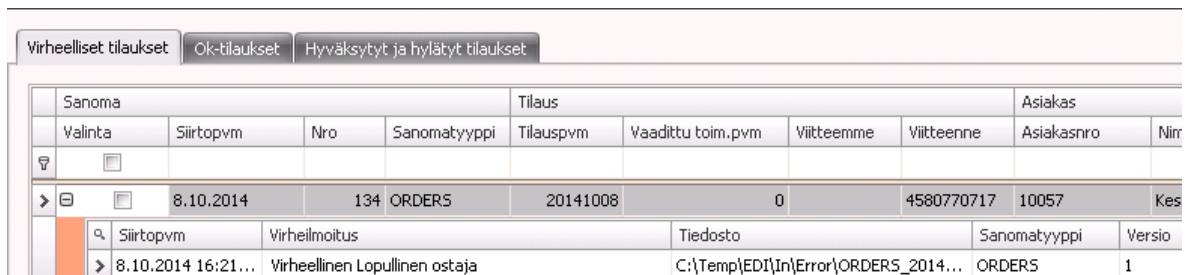 Virheelliset tilaukset Ok-tilaukset Hyväksytyt ja hylätyt tilaukset
Sanoma Tilaus Asiakas
Valinta Siirtopvm Nro Sanomatyyppi Tilauspvm Vaadittu toim.pvm Viitteemme Viitteenne Asiakasnro Nim
8.10.2014 134 ORDERS 20141008 0 4580770717 10057 Kes
Siirtopvm Virheilmoitus Tiedosto Sanomatyyppi Versio
8.10.2014 16:21... Virheellinen Lopullinen ostaja C:\Temp\EDI\In\Error\ORDERS_2014... ORDERS 1